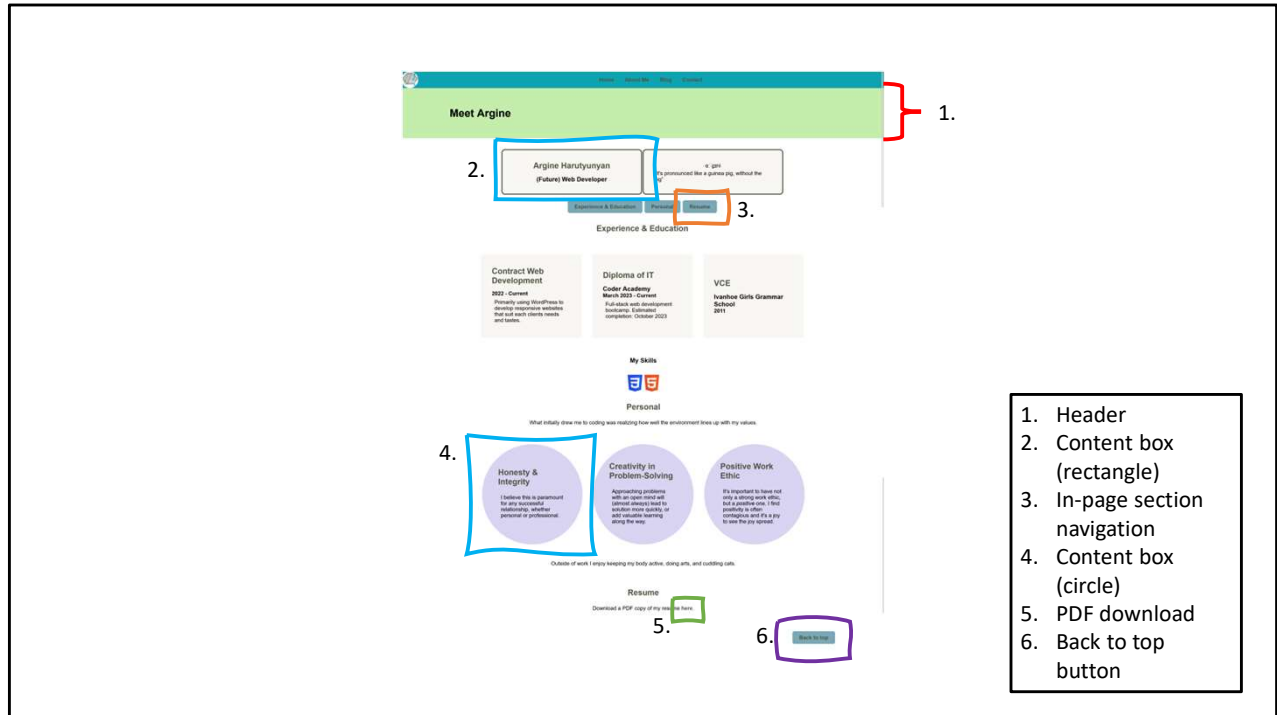 Home About Me Blog Contact
Meet Argine
1.
2.
Argine Harutyunyan
(Future) Web Developer
It's pronounced like a guinea pig, without the
3.
Experience & Education Personal Resume
Experience & Education
Contract Web
Development
2022 - Current
Primarily using WordPress to
develop responsive websites
that suit each clients needs
and tastes.
Diploma of IT
Coder Academy
March 2023 - Current
Full-stack web development
bootcamp. Estimated
completion: October 2023
VCE
Ivanhoe Girls Grammar
School
2011
My Skills
3 5
Personal
What initially drew me to coding was realizing how well the environment lines up with my values.
4.
Honesty &
Integrity
I believe this is paramount
for any successful
relationship, whether
personal or professional.
Creativity in
Problem-Solving
Approaching problems
with an open mind will
(almost always) lead to
solution more quickly, or
add valuable learning
along the way.
Positive Work
Ethic
It's important to have not
only a strong work ethic,
but a positive one. I find
positivity is often
contagious and it's a joy
to see the joy spread.
Outside of work I enjoy keeping my body active, doing arts, and cuddling cats.
Resume
Download a PDF copy of my resume here.
5.
6.
Back to top
1. Header
2. Content box
(rectangle)
3. In-page section
navigation
4. Content box
(circle)
5. PDF download
6. Back to top
button